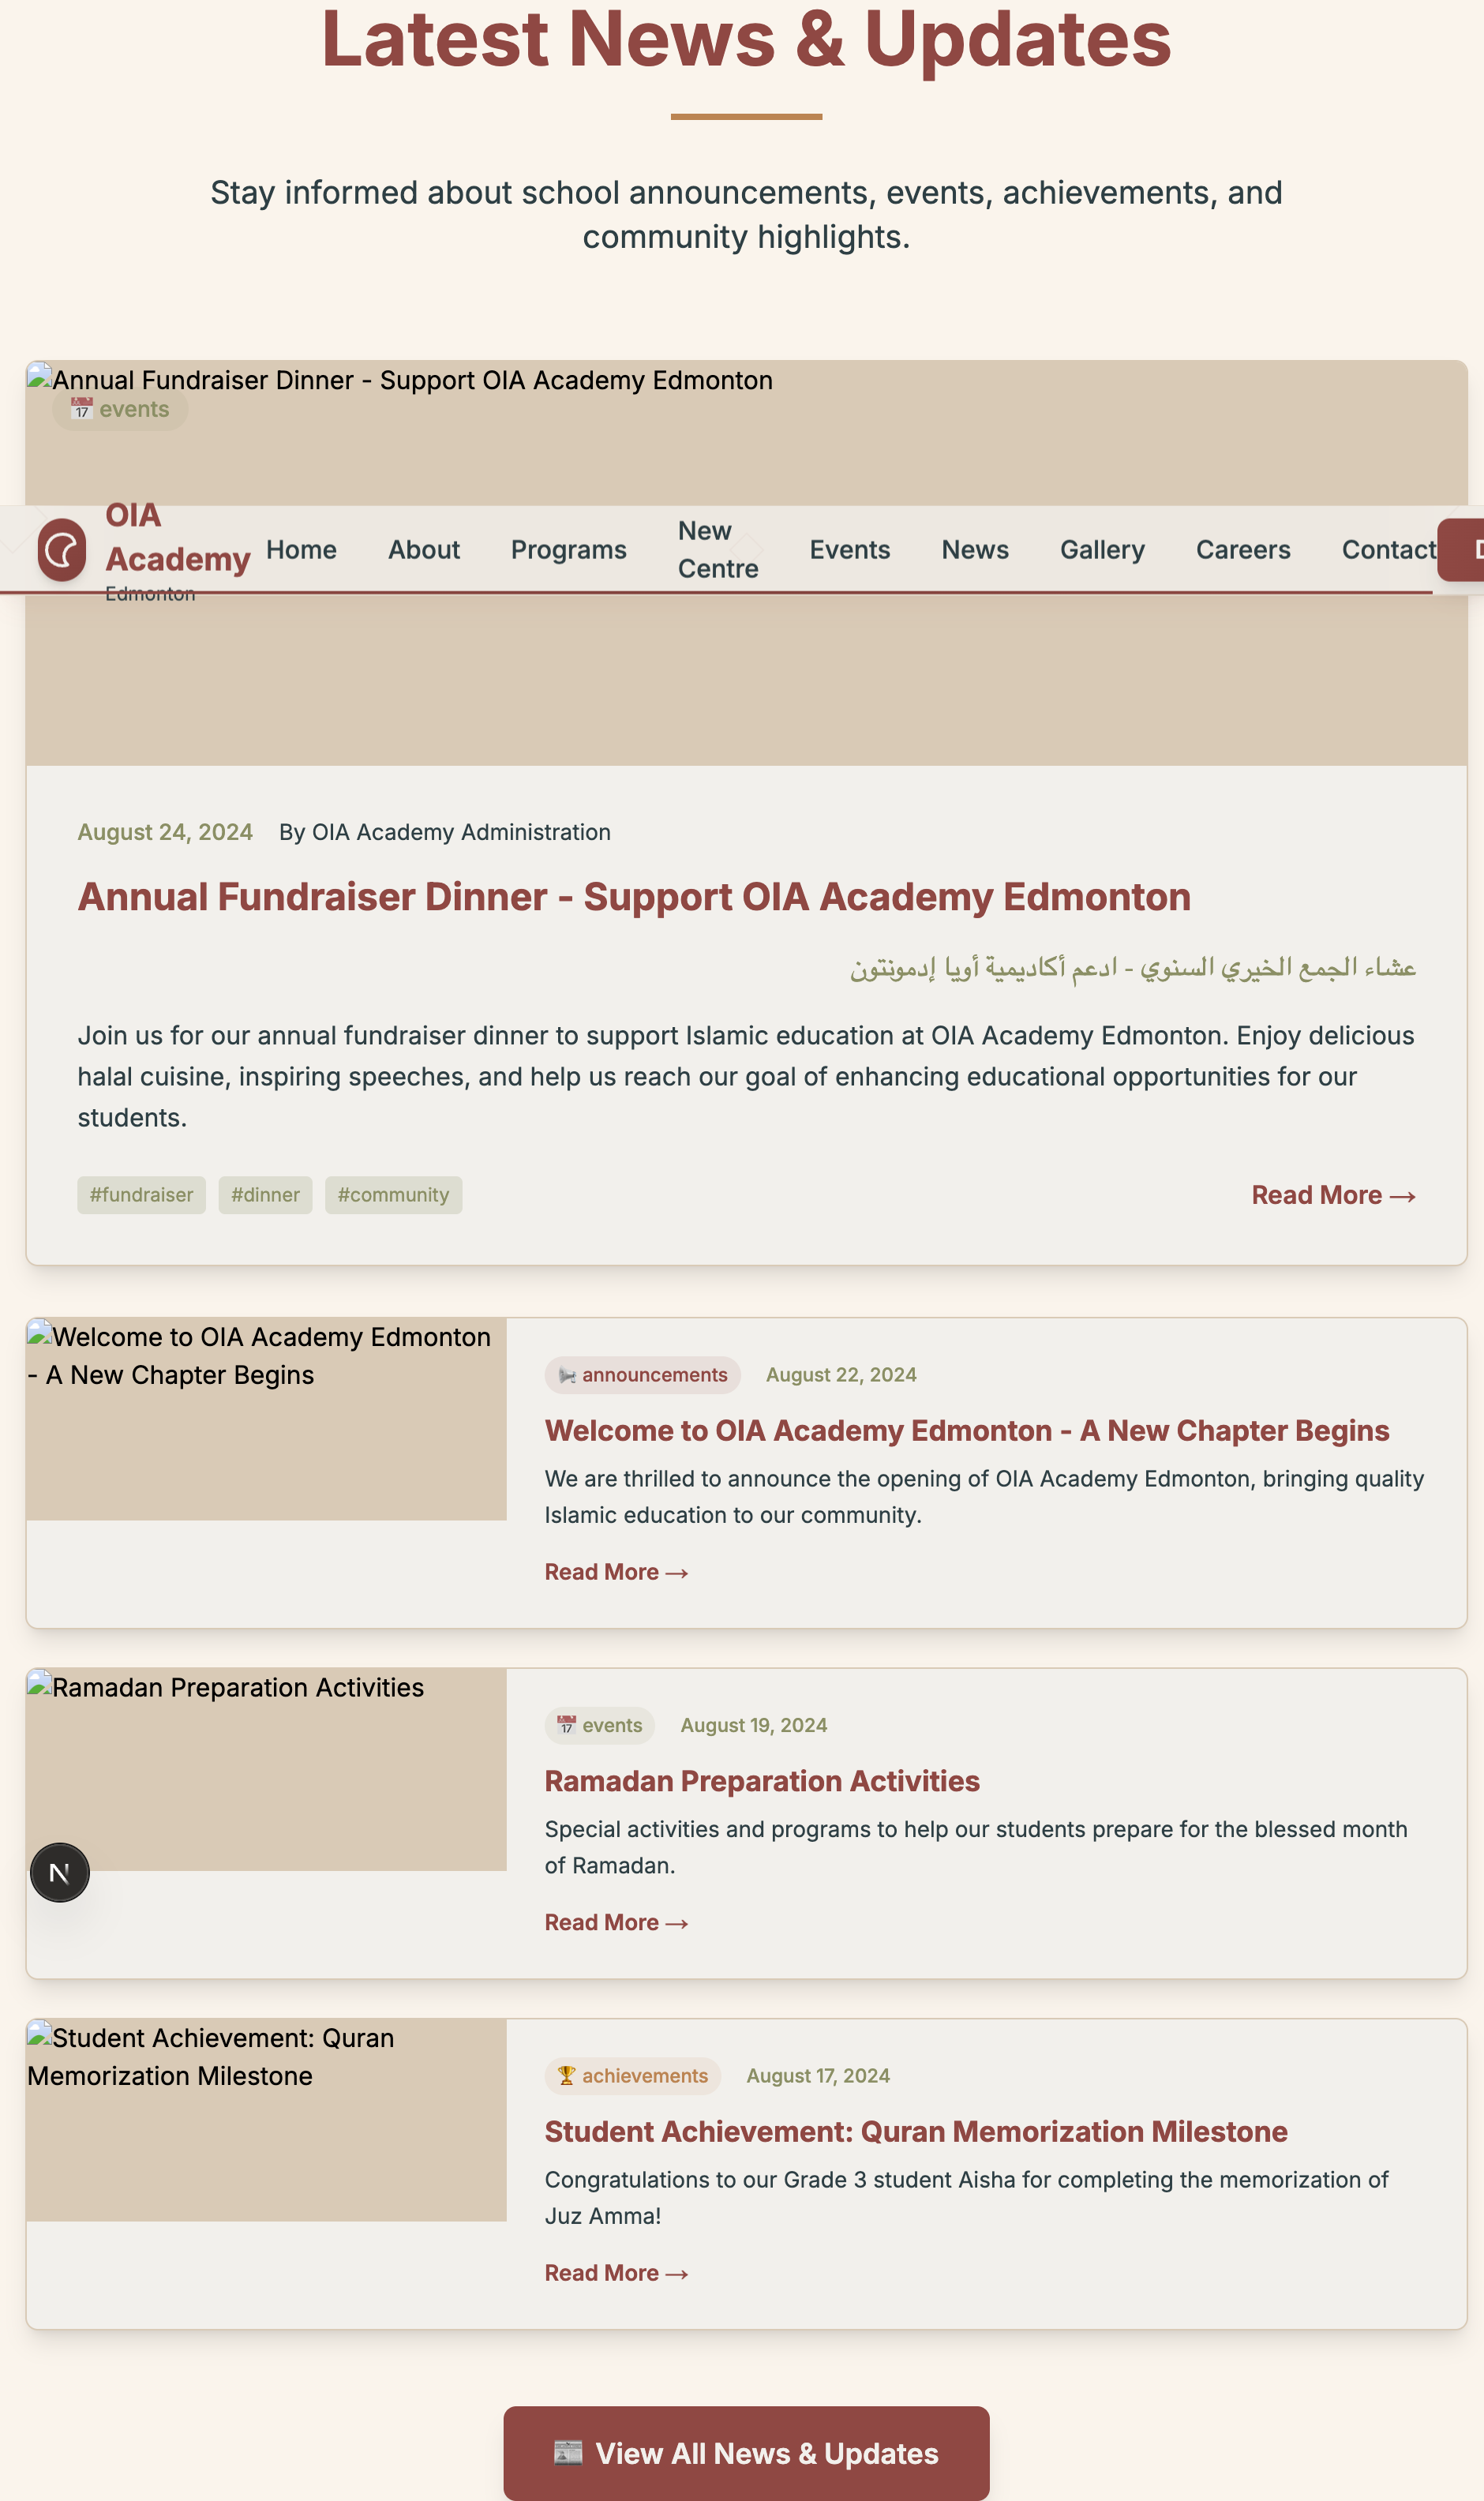 Latest News & Updates
Stay informed about school announcements, events, achievements, and
community highlights.
Annual Fundraiser Dinner - Support OIA Academy Edmonton
📅 events
OIA
Academy
Edmonton
Home
About
Programs
New
Centre
Events
News
Gallery
Careers
Contact
August 24, 2024 By OIA Academy Administration
Annual Fundraiser Dinner - Support OIA Academy Edmonton
عشاء الجمع الخيري السنوي - ادعم أكاديمية أويا إدمونتون
Join us for our annual fundraiser dinner to support Islamic education at OIA Academy Edmonton. Enjoy delicious
halal cuisine, inspiring speeches, and help us reach our goal of enhancing educational opportunities for our
students.
#fundraiser #dinner #community
Read More →
Welcome to OIA Academy Edmonton
- A New Chapter Begins
📢 announcements August 22, 2024
Welcome to OIA Academy Edmonton - A New Chapter Begins
We are thrilled to announce the opening of OIA Academy Edmonton, bringing quality
Islamic education to our community.
Read More →
Ramadan Preparation Activities
📅 events August 19, 2024
Ramadan Preparation Activities
Special activities and programs to help our students prepare for the blessed month
of Ramadan.
Read More →
Student Achievement: Quran
Memorization Milestone
🏆 achievements August 17, 2024
Student Achievement: Quran Memorization Milestone
Congratulations to our Grade 3 student Aisha for completing the memorization of
Juz Amma!
Read More →
📰 View All News & Updates